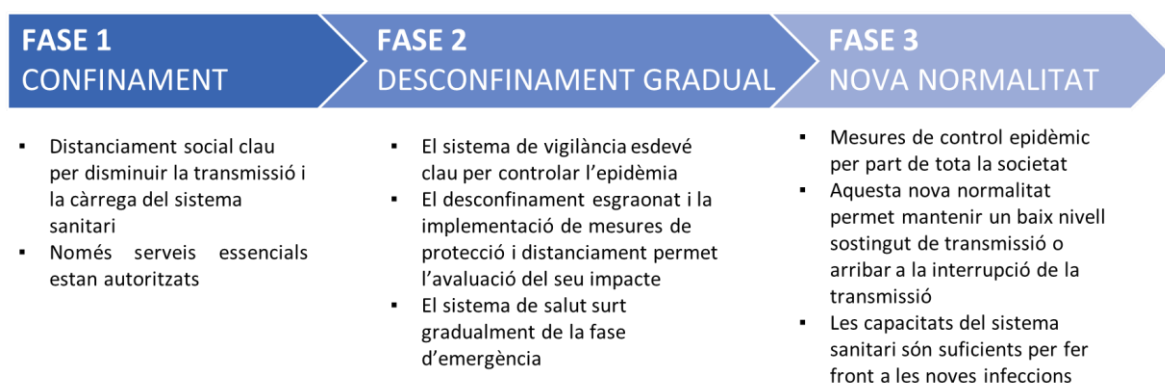 FASE 1
CONFINAMENT
▪ Distanciament social clau
per disminuir la transmissió i
la càrrega del sistema
sanitari
▪ Només serveis essencials
estan autoritzats
FASE 2
DESCONFINAMENT GRADUAL
▪ El sistema de vigilància esdevé
clau per controlar l’epidèmia
▪ El desconfinament esgraonat i la
implementació de mesures de
protecció i distanciament permet
l’avaluació del seu impacte
▪ El sistema de salut surt
gradualment de la fase
d’emergència
FASE 3
NOVA NORMALITAT
▪ Mesures de control epidèmic
per part de tota la societat
▪ Aquesta nova normalitat
permet mantenir un baix nivell
sostingut de transmissió o
arribar a la interrupció de la
transmissió
▪ Les capacitats del sistema
sanitari són suficients per fer
front a les noves infeccions